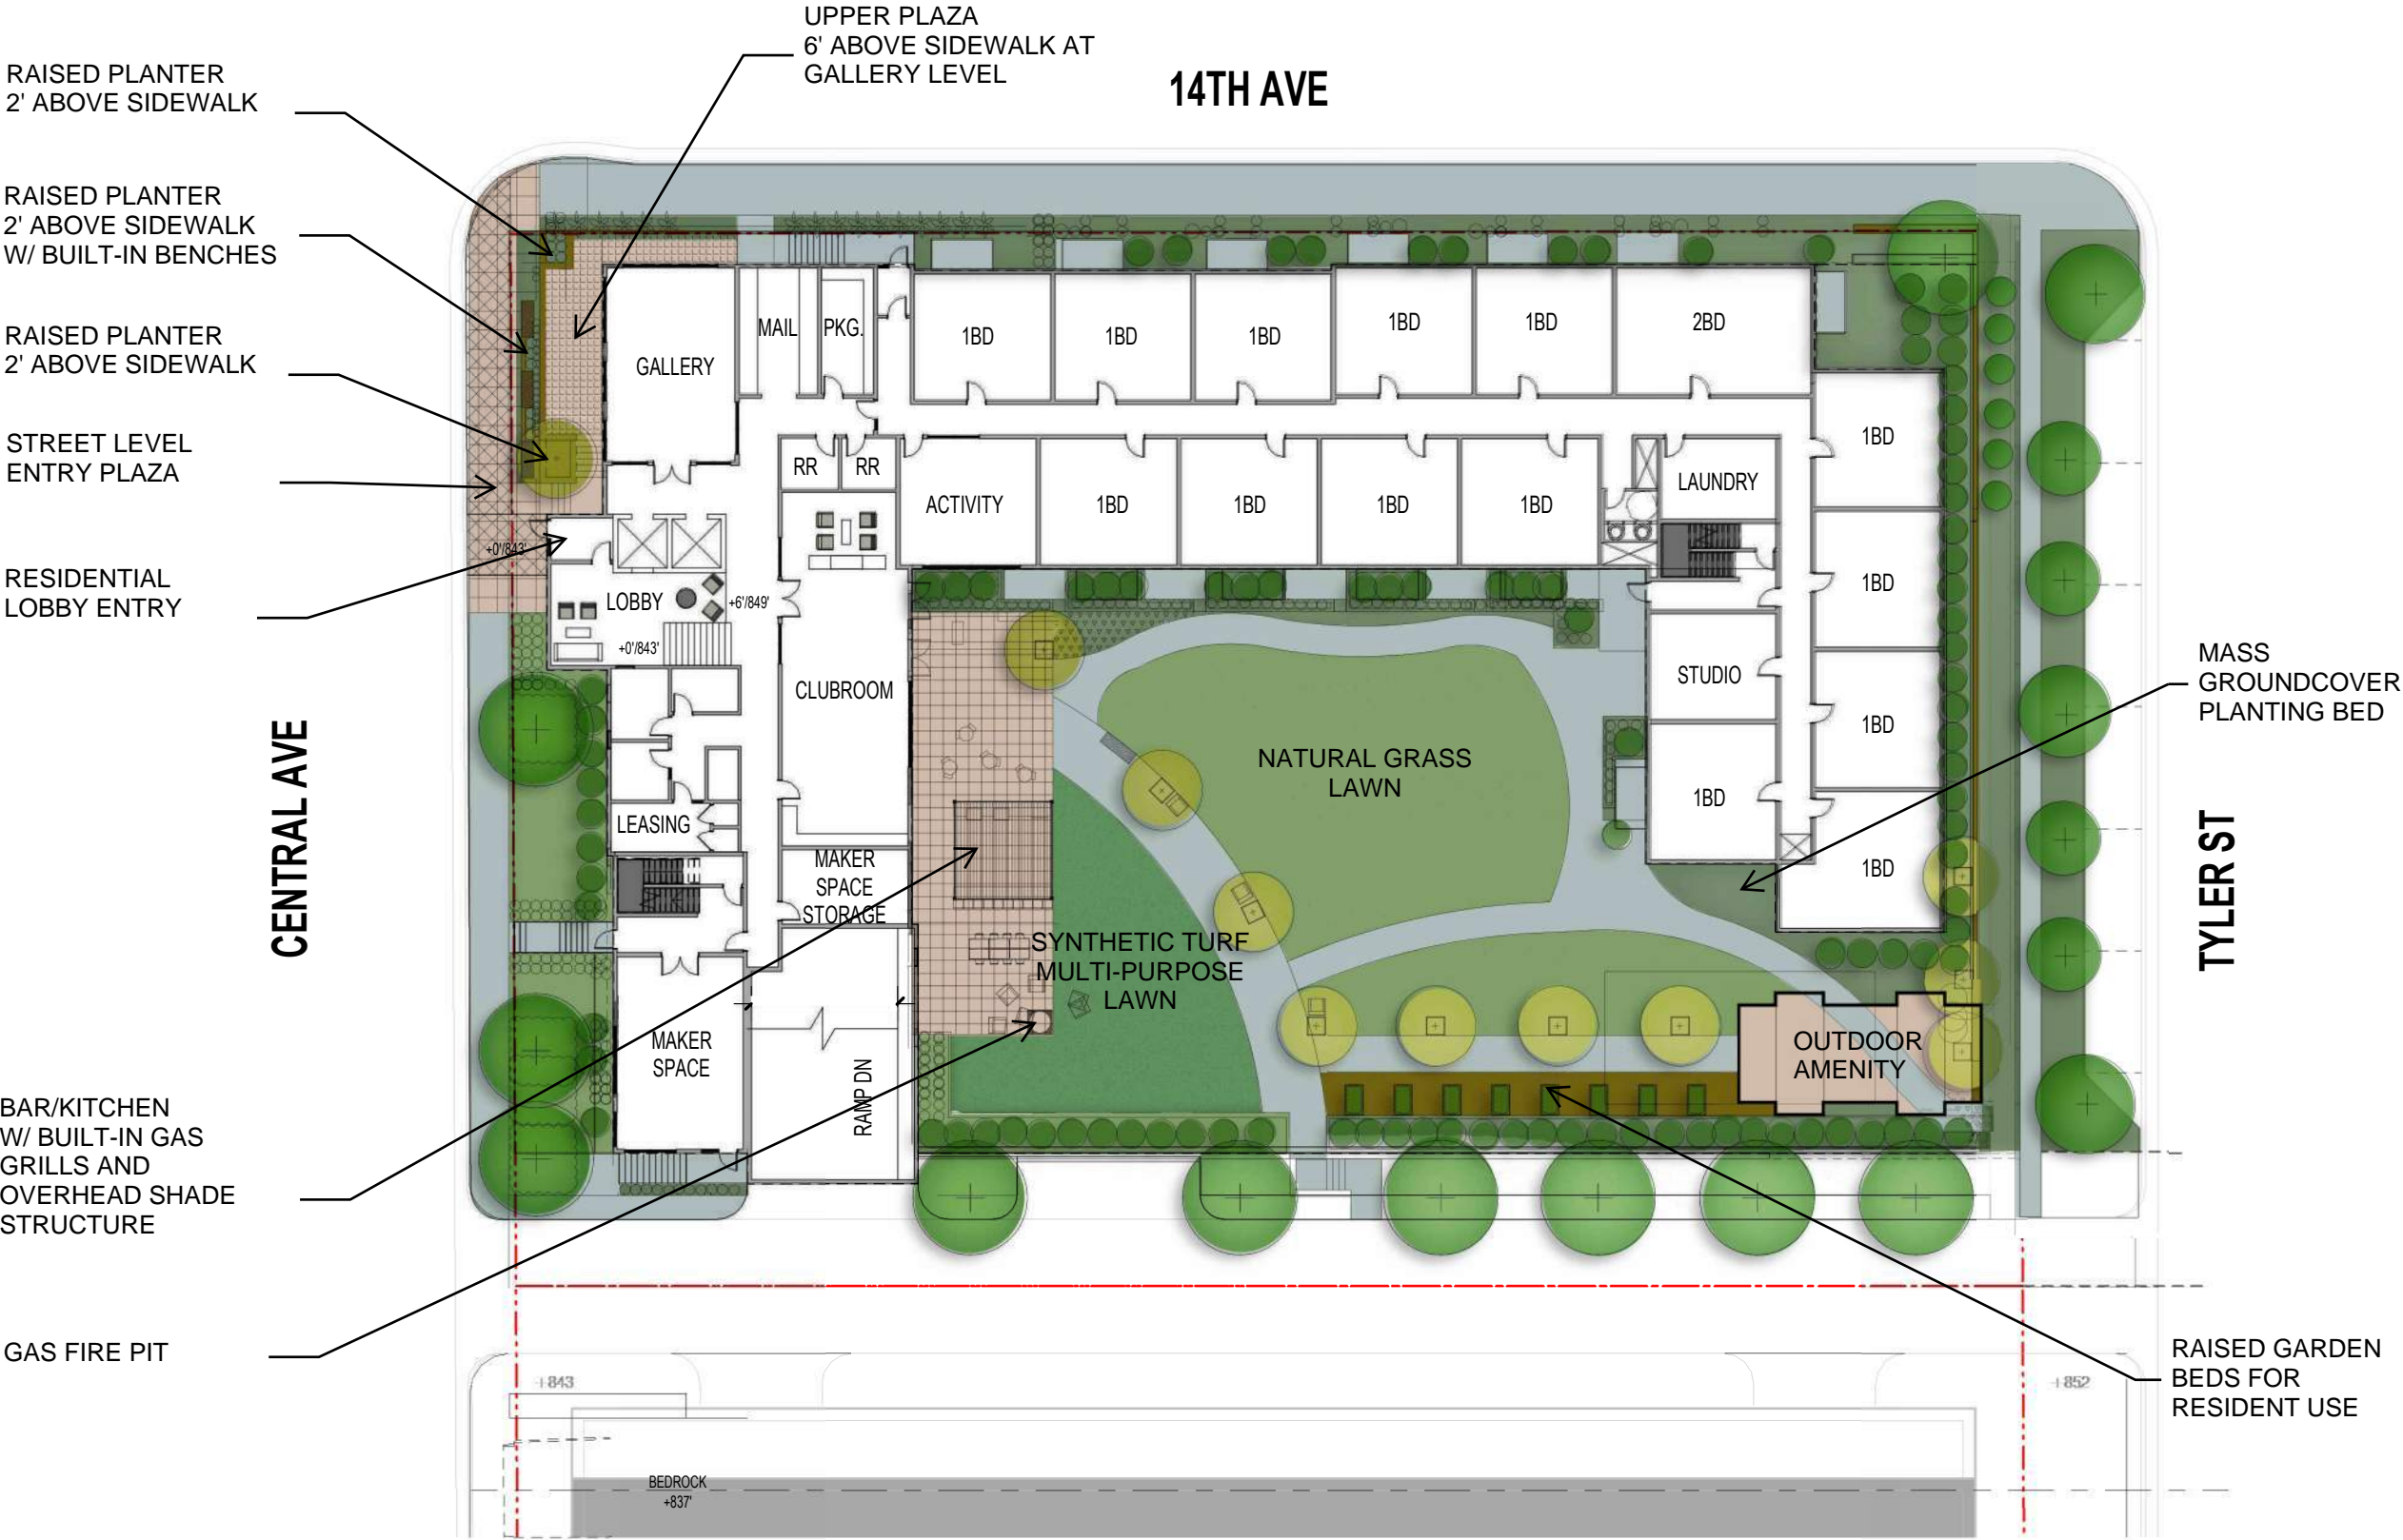 UPPER PLAZA
6' ABOVE SIDEWALK AT
GALLERY LEVEL
14TH AVE
RAISED PLANTER
2' ABOVE SIDEWALK
RAISED PLANTER
2' ABOVE SIDEWALK
W/ BUILT-IN BENCHES
RAISED PLANTER
2' ABOVE SIDEWALK
STREET LEVEL
ENTRY PLAZA
RESIDENTIAL
LOBBY ENTRY
CENTRAL AVE
BAR/KITCHEN
W/ BUILT-IN GAS
GRILLS AND
OVERHEAD SHADE
STRUCTURE
GAS FIRE PIT
GALLERY
MAIL
PKG.
1BD
1BD
1BD
1BD
1BD
2BD
RR
RR
ACTIVITY
1BD
1BD
1BD
1BD
LAUNDRY
1BD
1BD
1BD
1BD
STUDIO
1BD
+0'/843'
LOBBY
+6'/849'
+0'/843'
CLUBROOM
LEASING
MAKER
SPACE
STORAGE
MAKER
SPACE
RAMP DN
NATURAL GRASS
LAWN
SYNTHETIC TURF
MULTI-PURPOSE
LAWN
OUTDOOR
AMENITY
MASS
GROUNDCOVER
PLANTING BED
TYLER ST
RAISED GARDEN
BEDS FOR
RESIDENT USE
+843
+852
BEDROCK
+837'